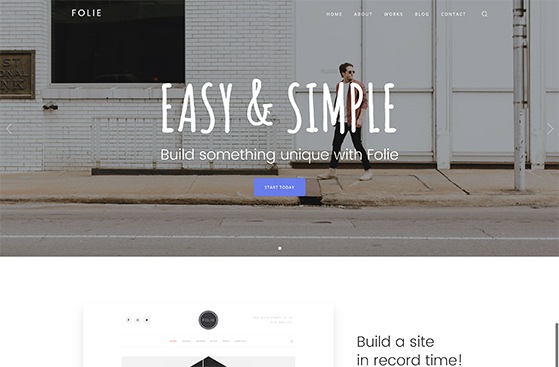 FOLIE
HOME ABOUT WORKS BLOG CONTACT
EASY & SIMPLE
Build something unique with Folie
START TODAY
FOLIE
Build a site
in record time!